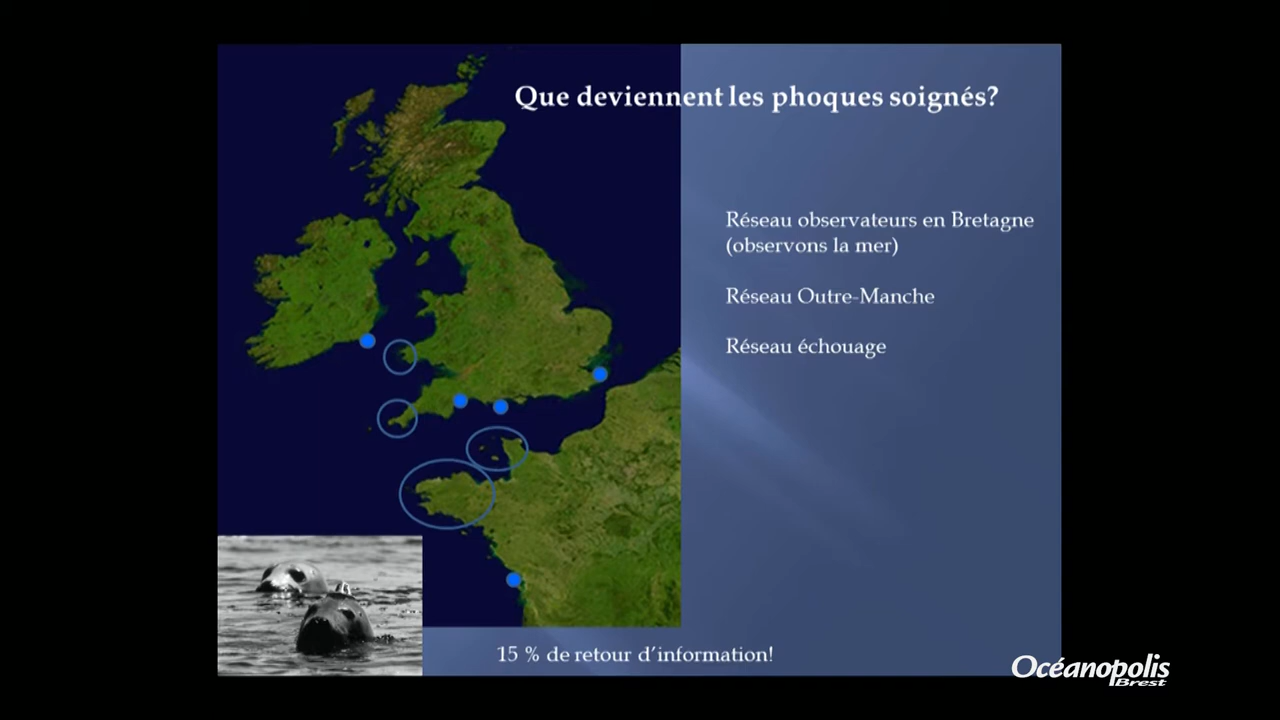 Que deviennent les phoques soignés?
Réseau observateurs en Bretagne
(observons la mer)
Réseau Outre-Manche
Réseau échouage
15 % de retour d'information!
Océanopolis
Brest